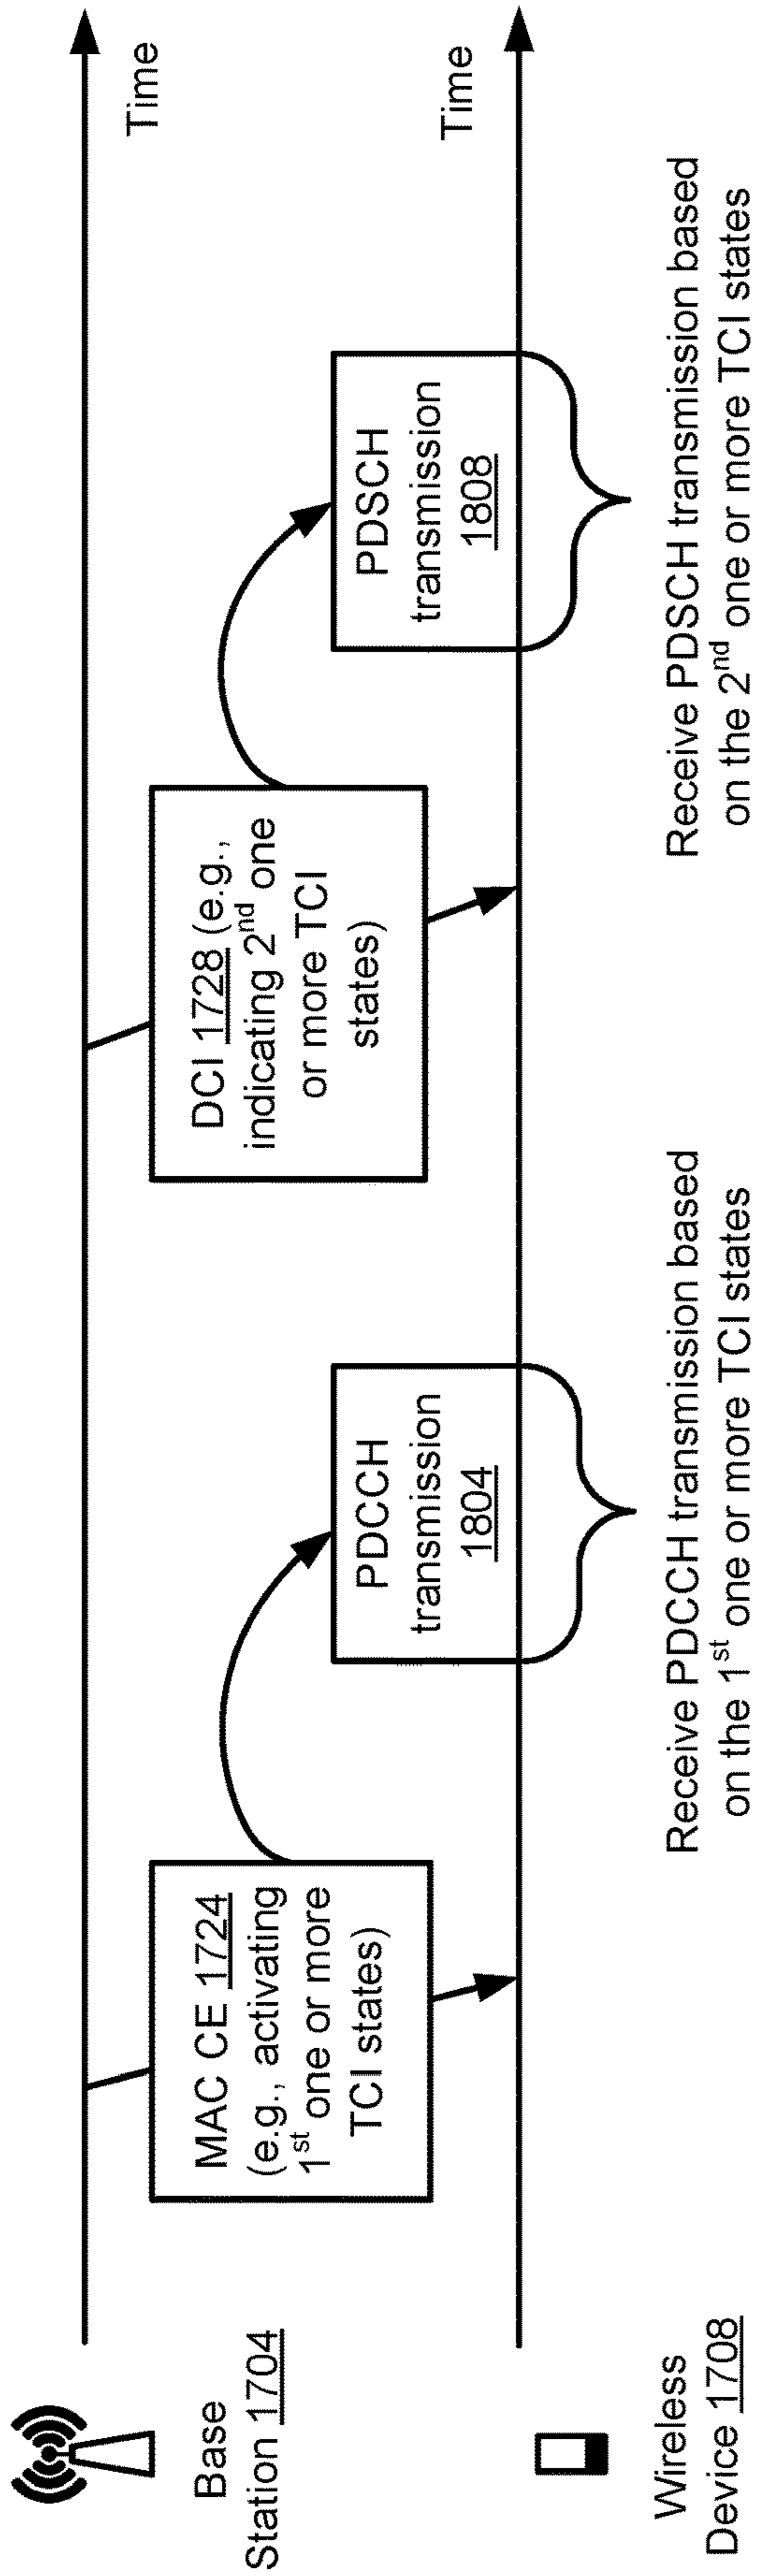 Base
Station 1704
Time
MAC CE 1724
(e.g., activating
1st one or more
TCI states)
PDCCH
transmission
1804
DCI 1728 (e.g.,
indicating 2nd one
or more TCI
states)
PDSCH
transmission
1808
Time
Wireless
Device 1708
Receive PDCCH transmission based
on the 1st one or more TCI states
Receive PDSCH transmission based
on the 2nd one or more TCI states